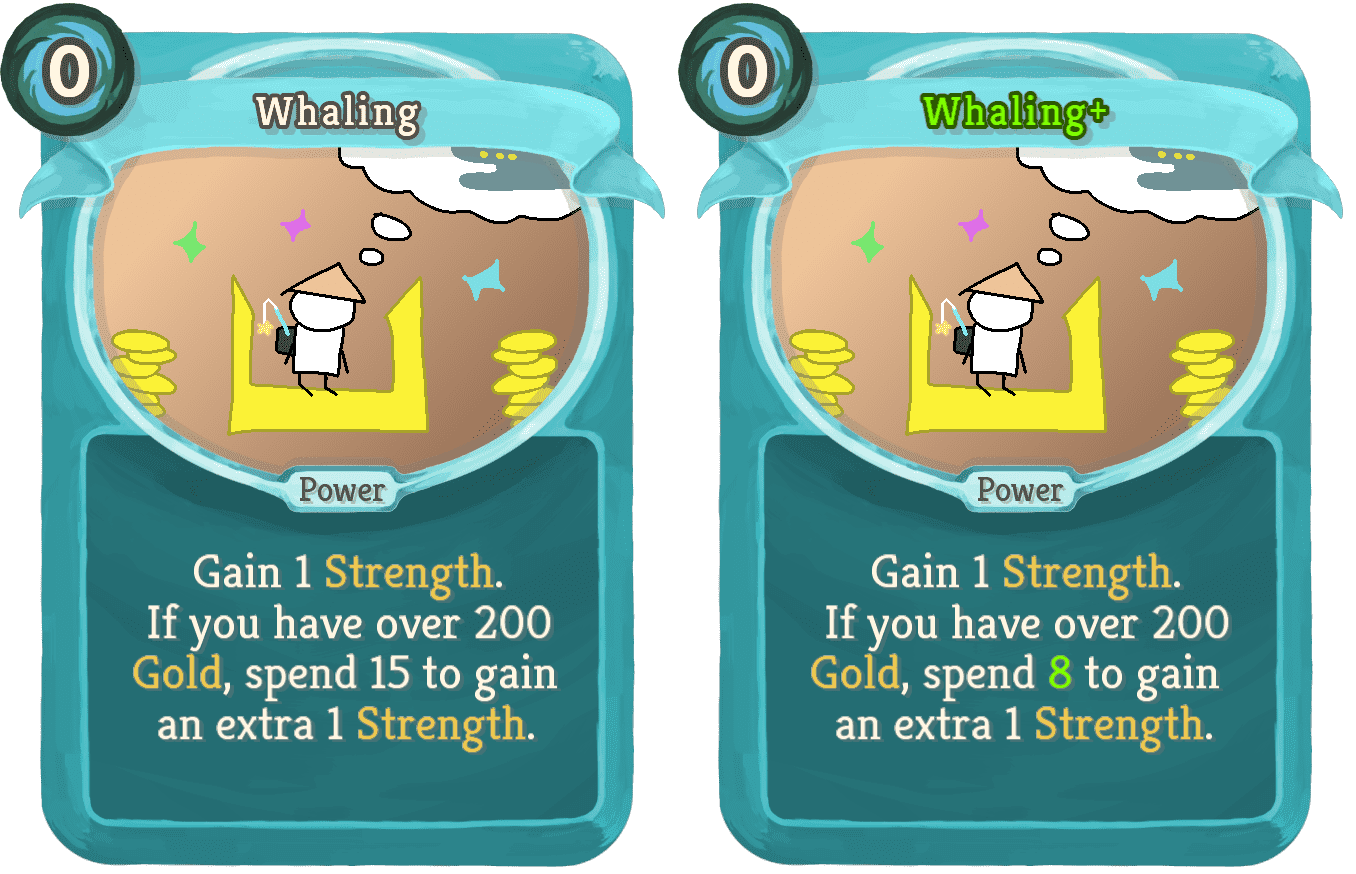 0
Whaling
Power
Gain 1 Strength.
If you have over 200
Gold, spend 15 to gain
an extra 1 Strength.
0
Whaling+
Power
Gain 1 Strength.
If you have over 200
Gold, spend 8 to gain
an extra 1 Strength.